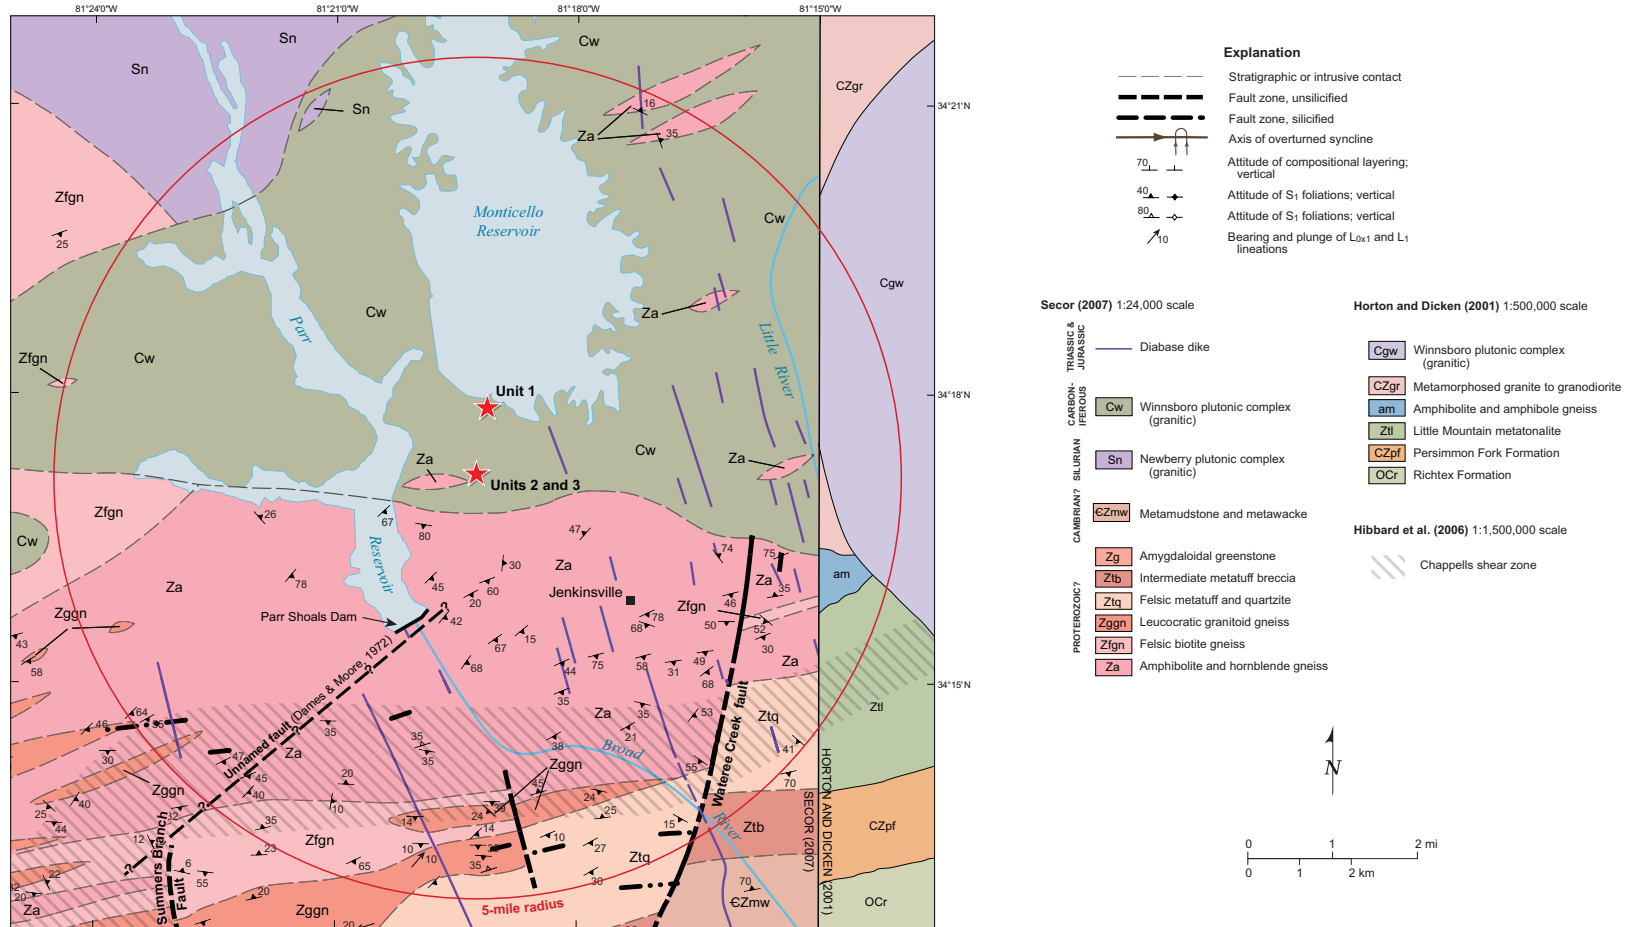 81°24'0"W
81°21'0"W
81°18'0"W
81°15'0"W
34°21'N
34°18'N
34°15'N
Sn
Sn
Sn
Cw
CZgr
16
Za
35
Zfgn
25
Monticello
Reservoir
Cw
Cgw
Cw
Za
Parr
Little
River
Zfgn
Cw
Unit 1
Za
Cw
Za
Units 2 and 3
Zfgn
Cw
26
67
80
47
74
75
Za
Za
am
Za
78
30
45
60
20
Jenkinsville
Zfgn
46
35
Reservoir
Zggn
Parr Shoals Dam
?
42
78
68
50
52
30
43
58
67
15
68
44
75
58
31
49
68
Za
Unnamed fault (Dames & Moore, 1972)
?
35
Wateree Creek fault
Ztq
Ztl
46
64
35
35
Za
35
21
53
41
38
Broad
River
30
47
Za
?
45
40
35
35
Zggn
45
55
70
Zggn
40
20
10
24
25
25
44
32
?
14
24
14
15
Ztb
CZpf
12
35
Zfgn
10
10
27
Ztq
?
23
65
10
35
6
55
22
20
20
30
70
Za
Summers Branch
Fault
Zggn
20
5-mile radius
ЄZmw
OCr
SECOR (2007)
HORTON AND DICKEN (2001)
Explanation
Stratigraphic or intrusive contact
Fault zone, unsilicified
Fault zone, silicified
Axis of overturned syncline
70
Attitude of compositional layering;
vertical
40
Attitude of S1 foliations; vertical
80
Attitude of S1 foliations; vertical
10
Bearing and plunge of L0x1 and L1
lineations
Secor (2007) 1:24,000 scale
TRIASSIC &
JURASSIC
Diabase dike
CARBON-
IFEROUS
Cw
Winnsboro plutonic complex
(granitic)
SILURIAN
Sn
Newberry plutonic complex
(granitic)
CAMBRIAN?
ЄZmw
Metamudstone and metawacke
PROTEROZOIC?
Zg
Amygdaloidal greenstone
Ztb
Intermediate metatuff breccia
Ztq
Felsic metatuff and quartzite
Zggn
Leucocratic granitoid gneiss
Zfgn
Felsic biotite gneiss
Za
Amphibolite and hornblende gneiss
Horton and Dicken (2001) 1:500,000 scale
Cgw
Winnsboro plutonic complex
(granitic)
CZgr
Metamorphosed granite to granodiorite
am
Amphibolite and amphibole gneiss
Ztl
Little Mountain metatonalite
CZpf
Persimmon Fork Formation
OCr
Richtex Formation
Hibbard et al. (2006) 1:1,500,000 scale
Chappells shear zone
N
0
1
2 mi
0
1
2 km